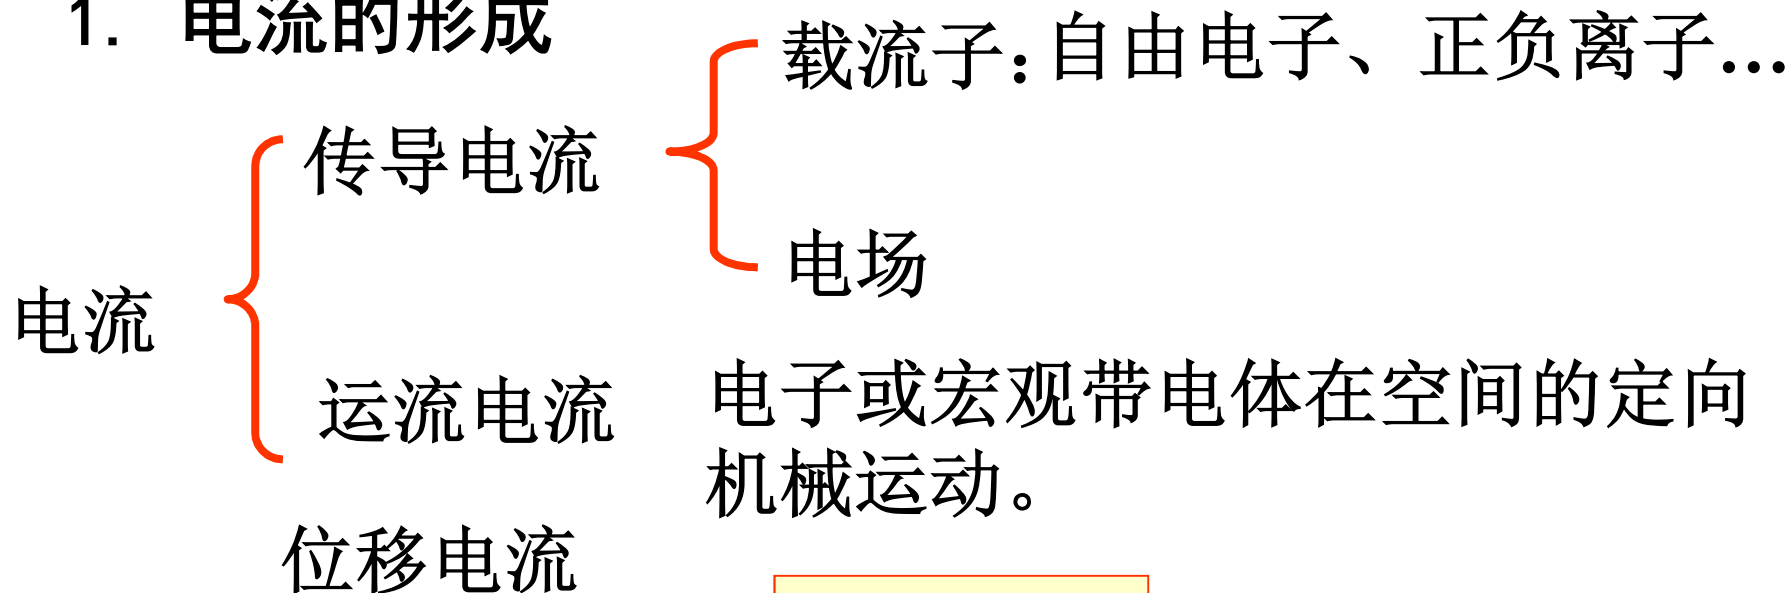 1. 电流的形成
载流子：自由电子、正负离子…
传导电流
电场
电流
运流电流
电子或宏观带电体在空间的定向
机械运动。
位移电流